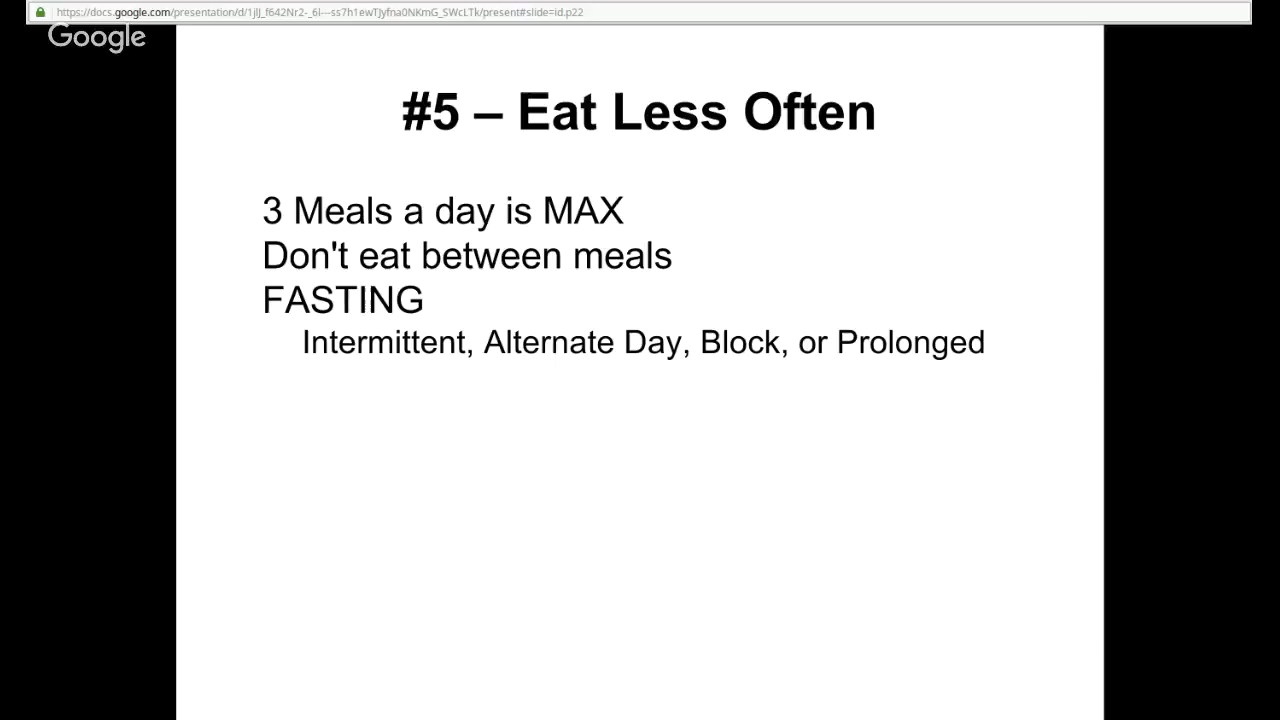 https://docs.google.com/presentation/d/1jlJ_f642Nr2-_6l---ss7h1ewTJyfna0NKmG_SWcLTk/present#slide=id.p22
Google
#5 – Eat Less Often
3 Meals a day is MAX
Don't eat between meals
FASTING
Intermittent, Alternate Day, Block, or Prolonged